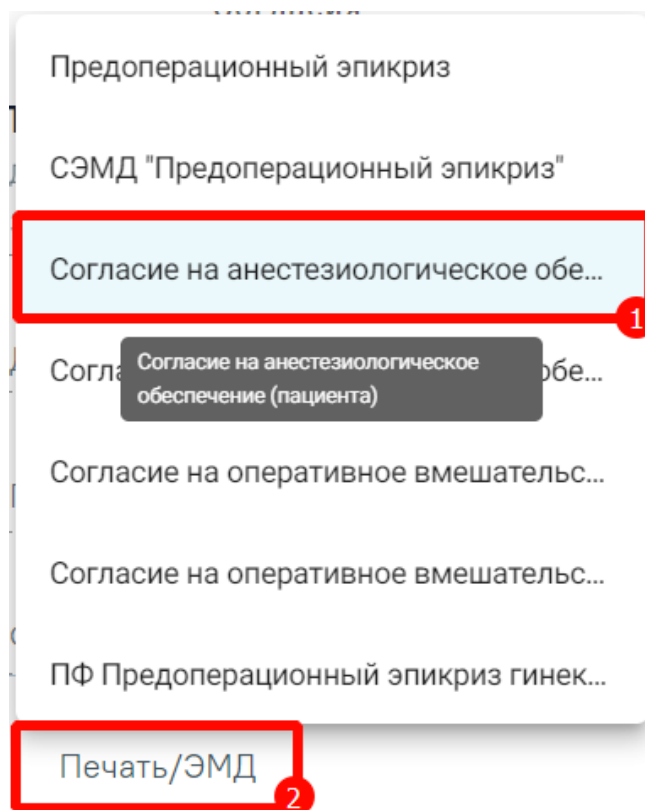 Предоперационный эпикриз
СЭМД "Предоперационный эпикриз"
Согласие на анестезиологическое обе...
1
Согла
обе...
Согласие на анестезиологическое
обеспечение (пациента)
Согласие на оперативное вмешательс...
Согласие на оперативное вмешательс...
ПФ Предоперационный эпикриз гинек...
Печать/ЭМД
2